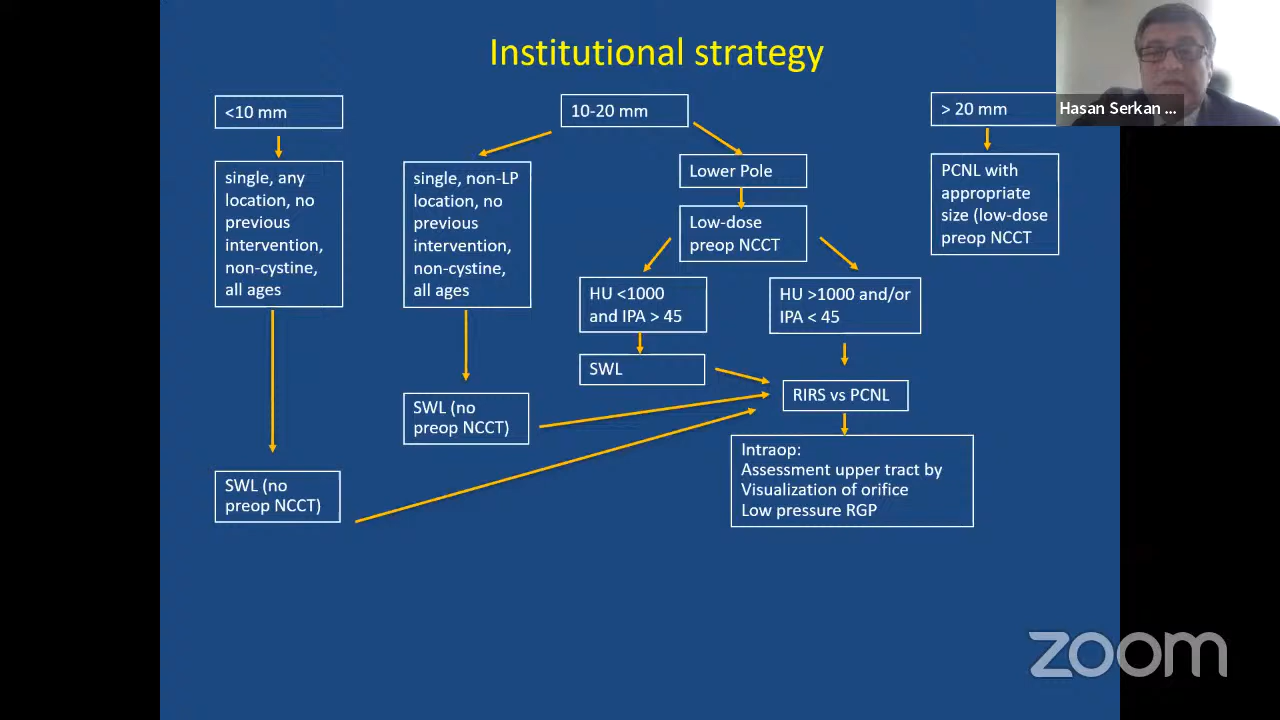 Institutional strategy
<10 mm
single, any
location, no
previous
intervention,
non-cystine,
all ages
SWL (no
preop NCCT)
10-20 mm
single, non-LP
location, no
previous
intervention,
non-cystine,
all ages
SWL (no
preop NCCT)
Lower Pole
Low-dose
preop NCCT
HU <1000
and IPA > 45
SWL
HU >1000 and/or
IPA < 45
RIRS vs PCNL
Intraop:
Assessment upper tract by
Visualization of orifice
Low pressure RGP
> 20 mm
PCNL with
appropriate
size (low-dose
preop NCCT
Hasan Serkan ...
zoom